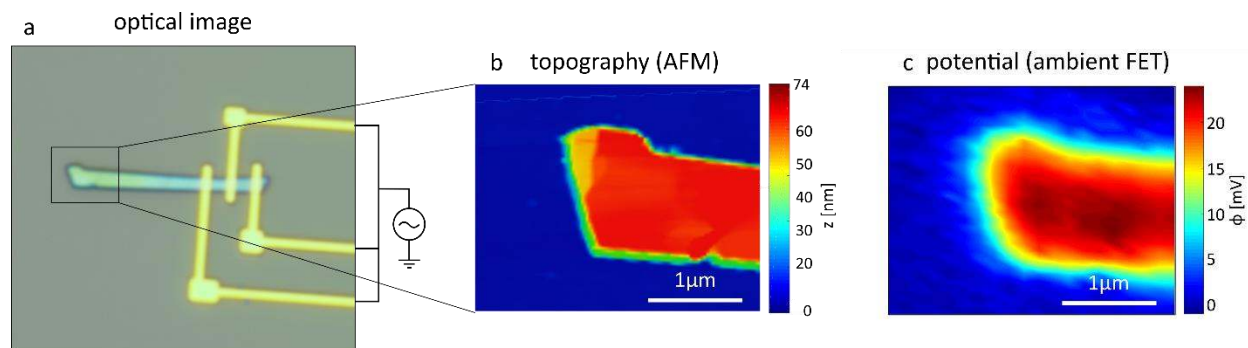 a
optical image
b topography (AFM)
74
60
50
40
30
20
10
0
z [nm]
1μm
c potential (ambient FET)
20
15
10
5
0
ϕ [mV]
1μm